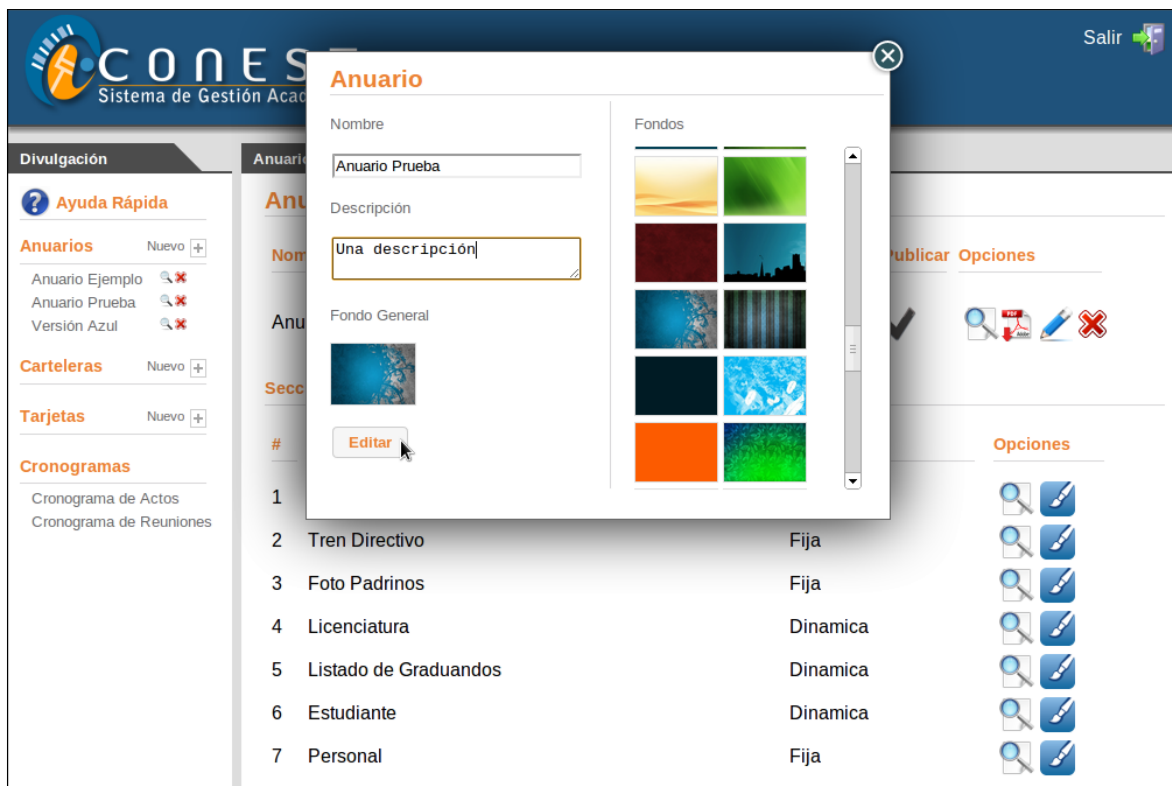 CONES
Sistema de Gestión Acad
Salir
Divulgación
Ayuda Rápida
Anuarios Nuevo
Anuario Ejemplo
Anuario Prueba
Versión Azul
Carteleras Nuevo
Tarjetas Nuevo
Cronogramas
Cronograma de Actos
Cronograma de Reuniones
Anuario
Nombre
Anuario Prueba
Descripción
Una descripción
Fondo General
Editar
Fondos
Anuari
Anu
Nom
Publicar Opciones
Anu
PDF
Adobe
Secc
# Opciones
1
2 Tren Directivo Fija
3 Foto Padrinos Fija
4 Licenciatura Dinamica
5 Listado de Graduandos Dinamica
6 Estudiante Dinamica
7 Personal Fija